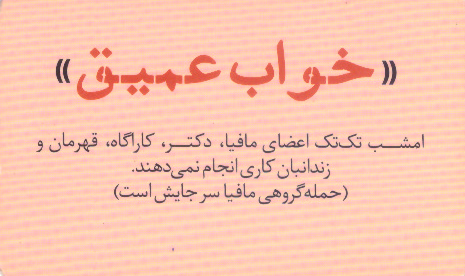 «خواب عمیق»
امشب تک‌تک اعضای مافیا، دکتر، کاراگاه، قهرمان و
زندانبان کاری انجام نمی‌دهند.
(حمله‌گروهی مافیا سر جایش است)